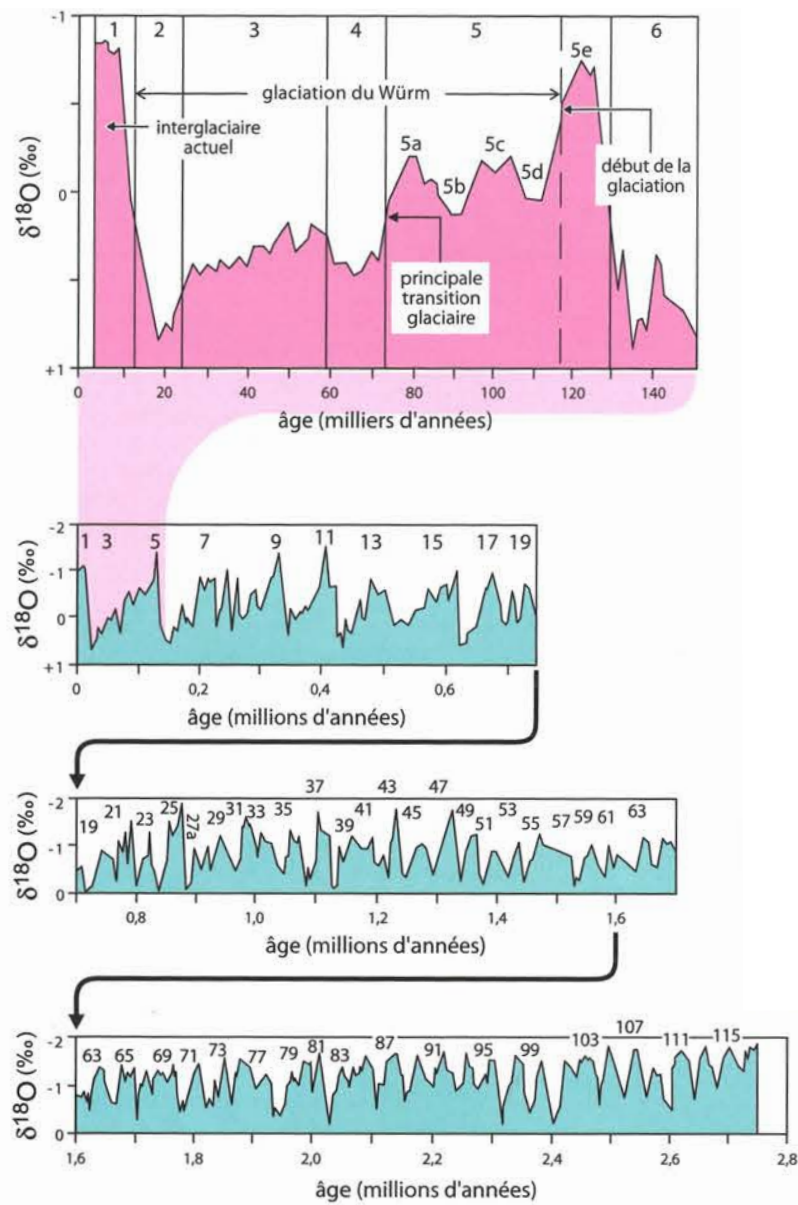 -1
1 2 3 4 5 6
5e
glaciation du Würm
interglaciaire
actuel
5a
5c
début de la
glaciation
5b
5d
δ18O (‰)
0
principale
transition
glaciaire
+1
0 20 40 60 80 100 120 140
âge (milliers d'années)
-2
1 3 5 7 9 11 13 15 17 19
-1
δ18O (‰)
0
+1
0 0,2 0,4 0,6
âge (millions d'années)
37 43 47
-2
19 21 23 25 27a 29 31 33 35 39 41 45 49 51 53 55 57 59 61 63
δ18O (‰)
-1
0
0,8 1,0 1,2 1,4 1,6
âge (millions d'années)
107
-2
63 65 69 71 73 77 79 81 83 87 91 95 99 103 111 115
δ18O (‰)
-1
0
1,6 1,8 2,0 2,2 2,4 2,6 2,8
âge (millions d'années)